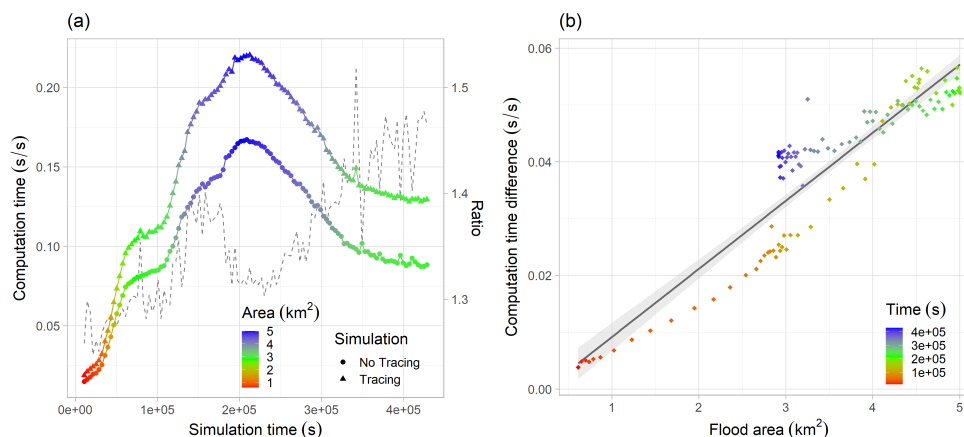 (a)
Computation time (s/s)
0.20
0.15
0.10
0.05
0e+00
1e+05
2e+05
3e+05
4e+05
Simulation time (s)
1.5
1.4
1.3
Ratio
Area (km²)
5
4
3
2
1
Simulation
No Tracing
Tracing
(b)
Computation time difference (s/s)
0.06
0.04
0.02
0.00
1
2
3
4
5
Flood area (km²)
Time (s)
4e+05
3e+05
2e+05
1e+05